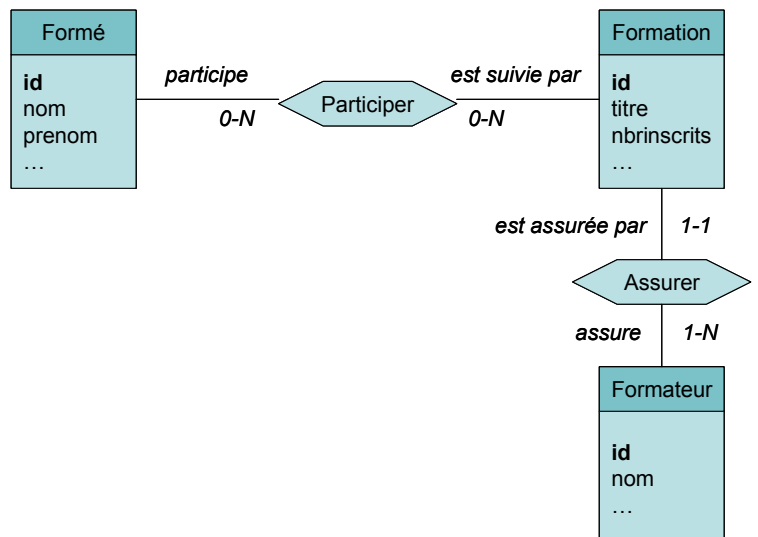 Formé
id
nom
prenom
…
participe
0-N
Participer
est suivie par
0-N
Formation
id
titre
nbrinscrits
…
est assurée par
1-1
Assurer
assure
1-N
Formateur
id
nom
…